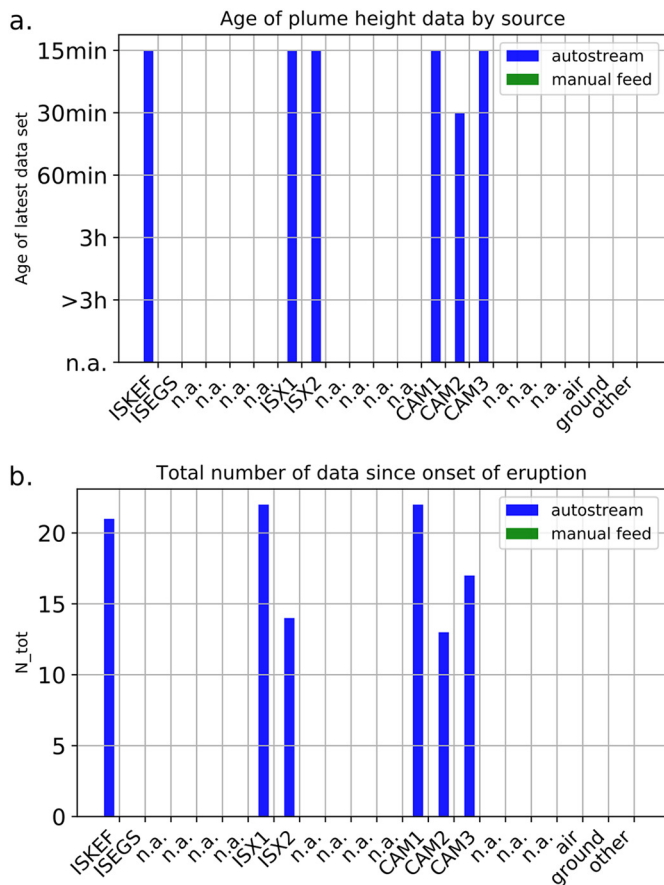 a.
Age of plume height data by source
15min
30min
60min
3h
>3h
n.a.
Age of latest data set
autostream
manual feed
ISKEF
ISEGS
n.a.
n.a.
n.a.
n.a.
ISX1
ISX2
n.a.
n.a.
n.a.
n.a.
CAM1
CAM2
CAM3
n.a.
n.a.
n.a.
air
ground
other
b.
Total number of data since onset of eruption
20
15
10
5
0
N_tot
autostream
manual feed
ISKEF
ISEGS
n.a.
n.a.
n.a.
n.a.
ISX1
ISX2
n.a.
n.a.
n.a.
n.a.
CAM1
CAM2
CAM3
n.a.
n.a.
n.a.
air
ground
other